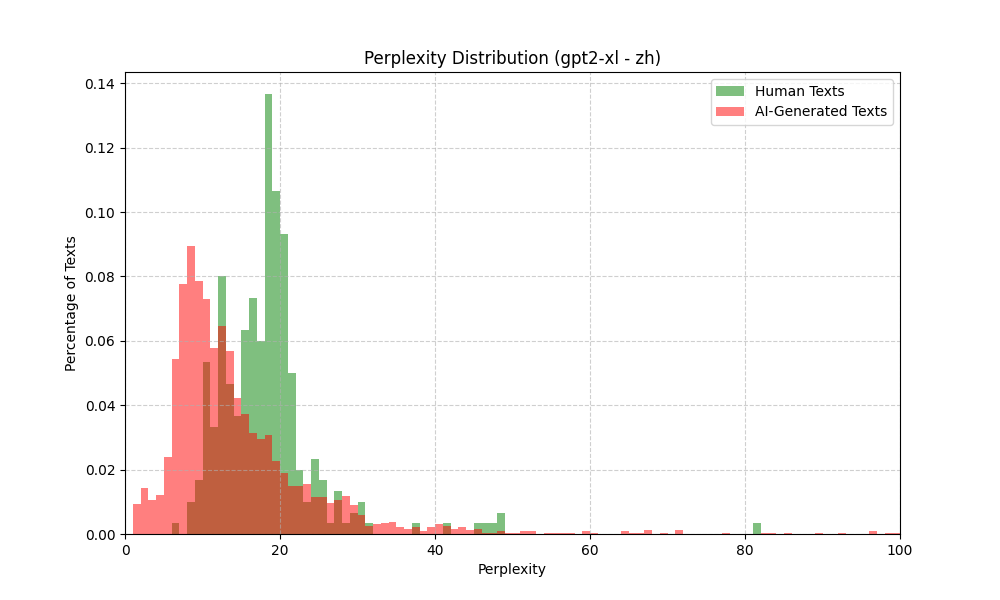 Perplexity Distribution (gpt2-xl - zh)
Human Texts
AI-Generated Texts
Percentage of Texts
0.14
0.12
0.10
0.08
0.06
0.04
0.02
0.00
0 20 40 60 80 100
Perplexity